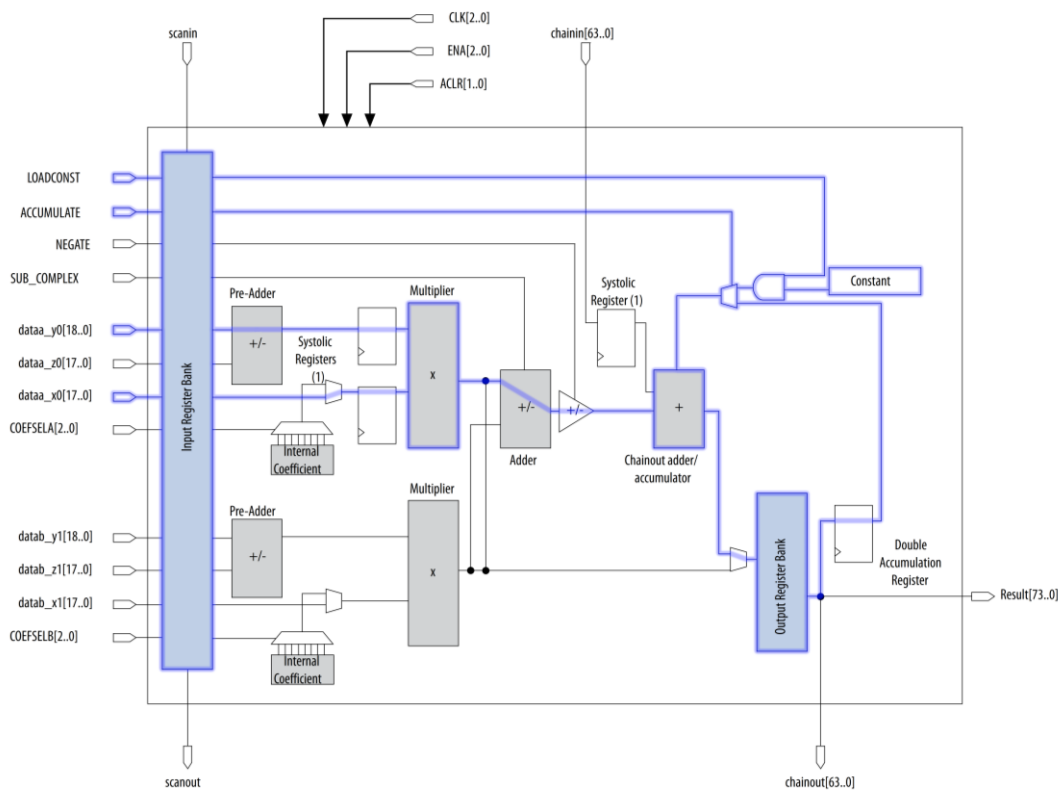 CLK[2..0]
scanin
chainin[63..0]
ENA[2..0]
ACLR[1..0]
LOADCONST
ACCUMULATE
NEGATE
SUB_COMPLEX
Constant
Systolic
Register (1)
Pre-Adder
Multiplier
dataa_y0[18..0]
+/-
Systolic
Registers
(1)
dataa_z0[17..0]
x
dataa_x0[17..0]
+/-
+/-
+
COEFSELA[2..0]
Internal
Coefficient
Adder
Chainout adder/
accumulator
Input Register Bank
Multiplier
Pre-Adder
datab_y1[18..0]
+/-
x
datab_z1[17..0]
datab_x1[17..0]
COEFSELB[2..0]
Internal
Coefficient
Output Register Bank
Double
Accumulation
Register
Result[73..0]
scanout
chainout[63..0]